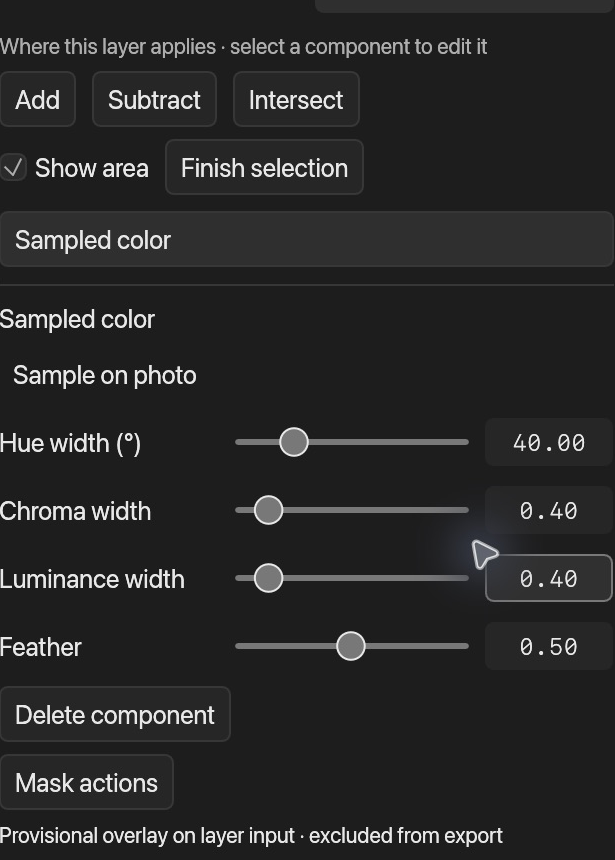 Where this layer applies · select a component to edit it
Add Subtract Intersect
Show area Finish selection
Sampled color
Sampled color
Sample on photo
Hue width (°) 40.00
Chroma width 0.40
Luminance width 0.40
Feather 0.50
Delete component
Mask actions
Provisional overlay on layer input · excluded from export